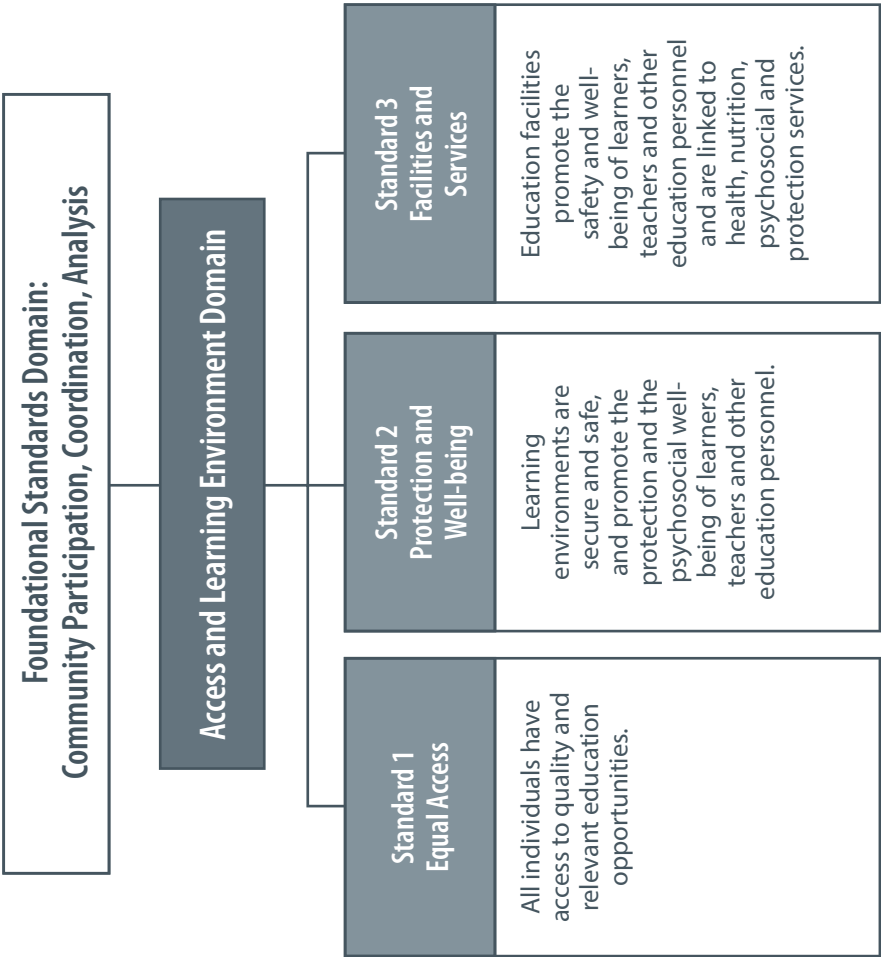 Foundational Standards Domain:
Community Participation, Coordination, Analysis
Access and Learning Environment Domain
Standard 1
Equal Access
All individuals have
access to quality and
relevant education
opportunities.
Standard 2
Protection and
Well-being
Learning
environments are
secure and safe,
and promote the
protection and the
psychosocial well-
being of learners,
teachers and other
education personnel.
Standard 3
Facilities and
Services
Education facilities
promote the
safety and well-
being of learners,
teachers and other
education personnel
and are linked to
health, nutrition,
psychosocial and
protection services.